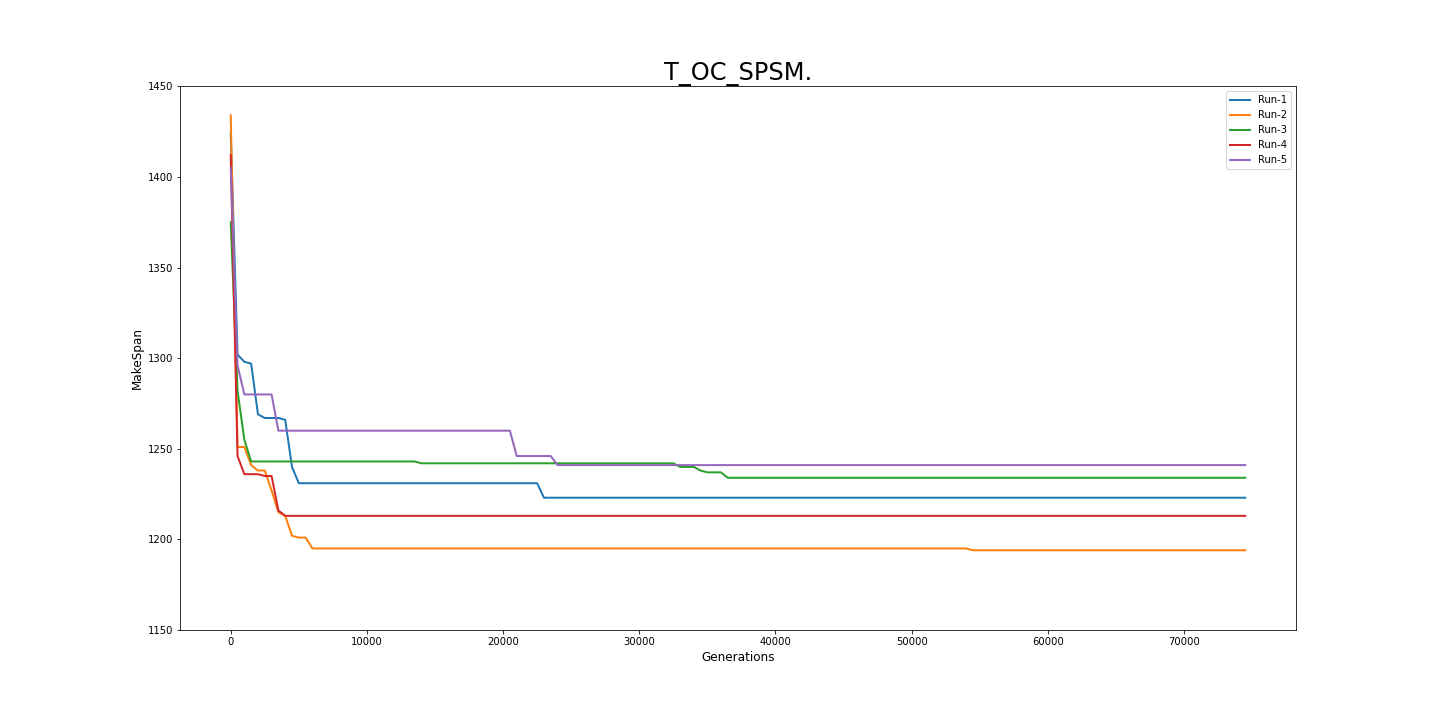 T_OC_SPSM.
1450
1400
1350
1300
1250
1200
1150
MakeSpan
Run-1
Run-2
Run-3
Run-4
Run-5
0 10000 20000 30000 40000 50000 60000 70000
Generations